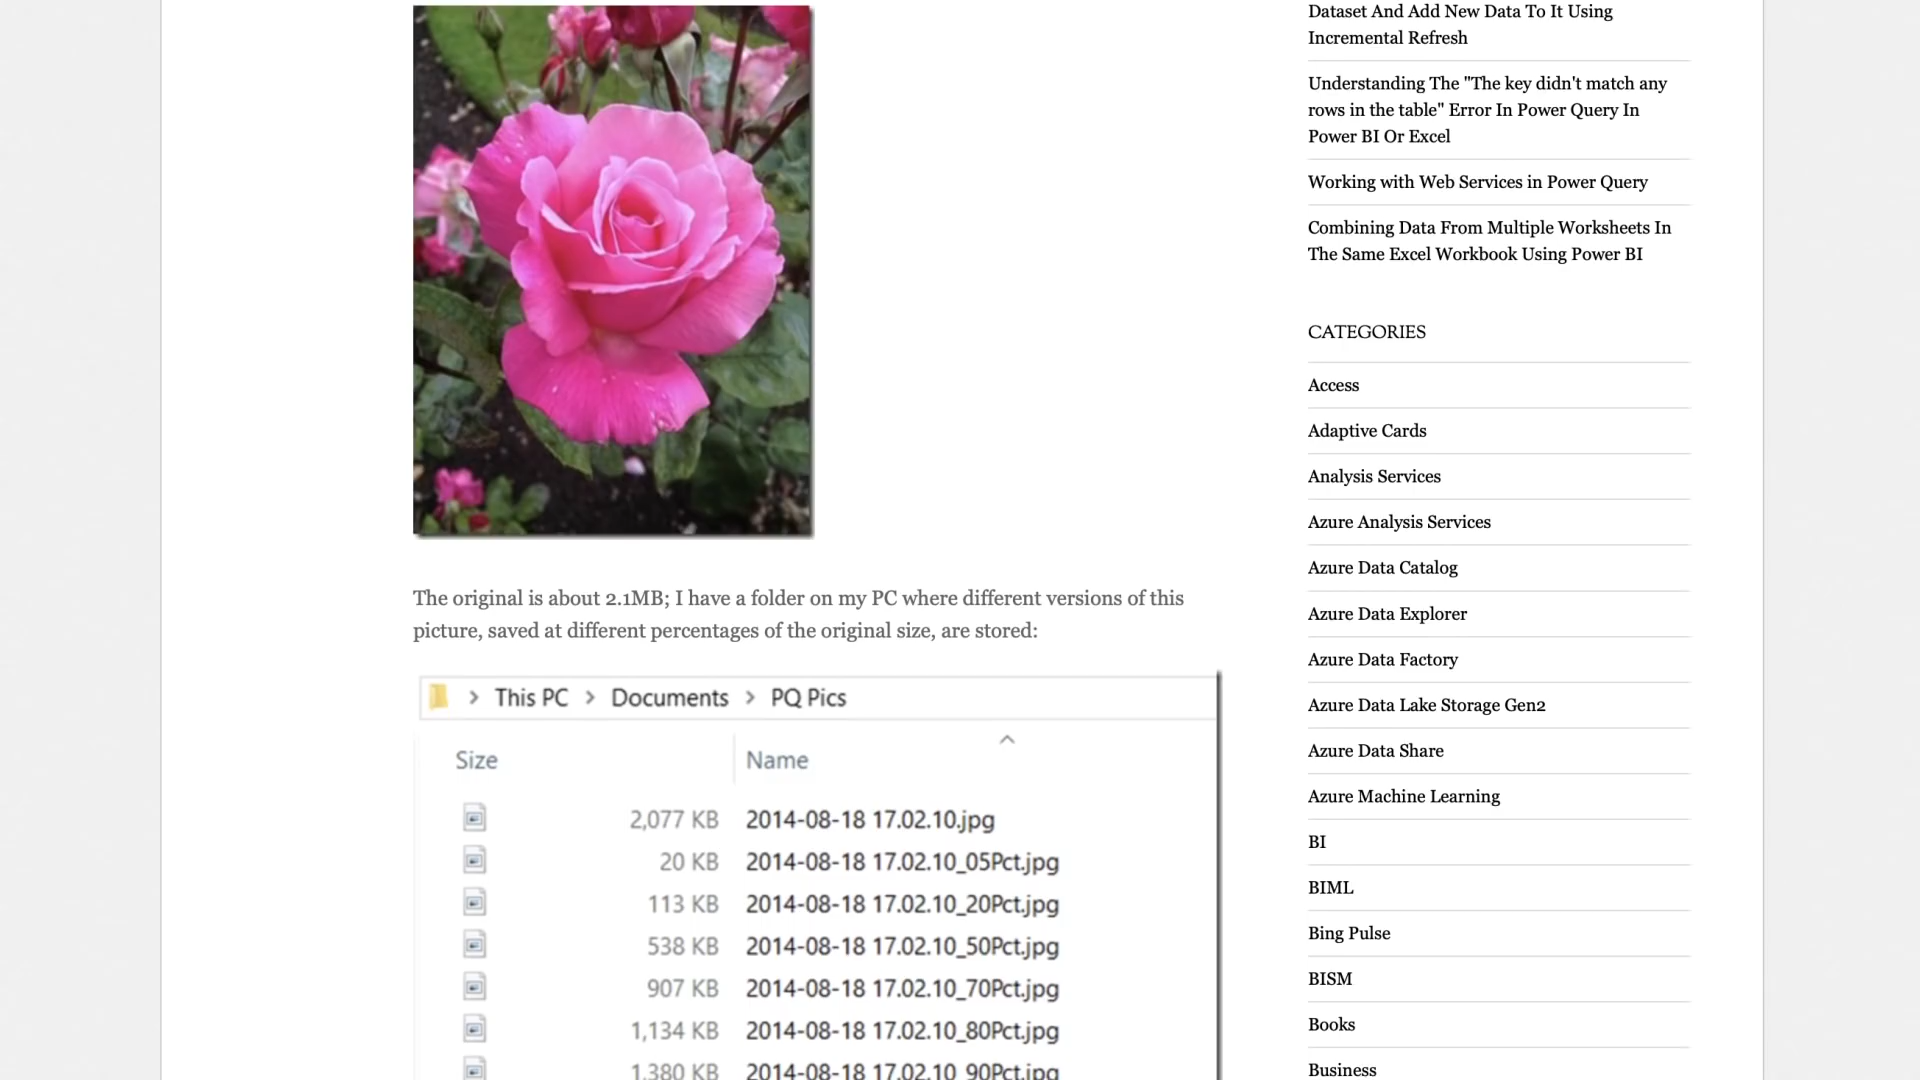 The original is about 2.1MB; I have a folder on my PC where different versions of this
picture, saved at different percentages of the original size, are stored:
This PC > Documents > PQ Pics
Size Name
2,077 KB 2014-08-18 17.02.10.jpg
20 KB 2014-08-18 17.02.10_05Pct.jpg
113 KB 2014-08-18 17.02.10_20Pct.jpg
538 KB 2014-08-18 17.02.10_50Pct.jpg
907 KB 2014-08-18 17.02.10_70Pct.jpg
1,134 KB 2014-08-18 17.02.10_80Pct.jpg
1,380 KB 2014-08-18 17.02.10_90Pct.jpg
Dataset And Add New Data To It Using
Incremental Refresh
Understanding The "The key didn't match any
rows in the table" Error In Power Query In
Power BI Or Excel
Working with Web Services in Power Query
Combining Data From Multiple Worksheets In
The Same Excel Workbook Using Power BI
CATEGORIES
Access
Adaptive Cards
Analysis Services
Azure Analysis Services
Azure Data Catalog
Azure Data Explorer
Azure Data Factory
Azure Data Lake Storage Gen2
Azure Data Share
Azure Machine Learning
BI
BIML
Bing Pulse
BISM
Books
Business